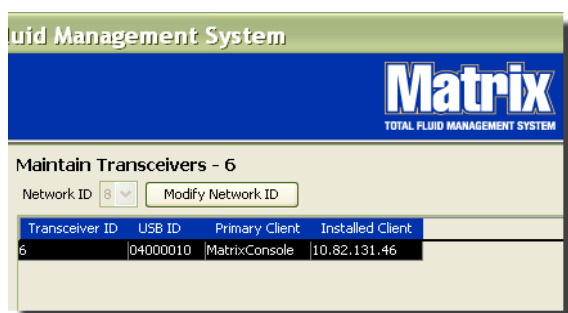 luid Management System
Matrix
TOTAL FLUID MANAGEMENT SYSTEM
Maintain Transceivers - 6
Network ID 8 Modify Network ID
Transceiver ID USB ID Primary Client Installed Client
6 04000010 MatrixConsole 10.82.131.46